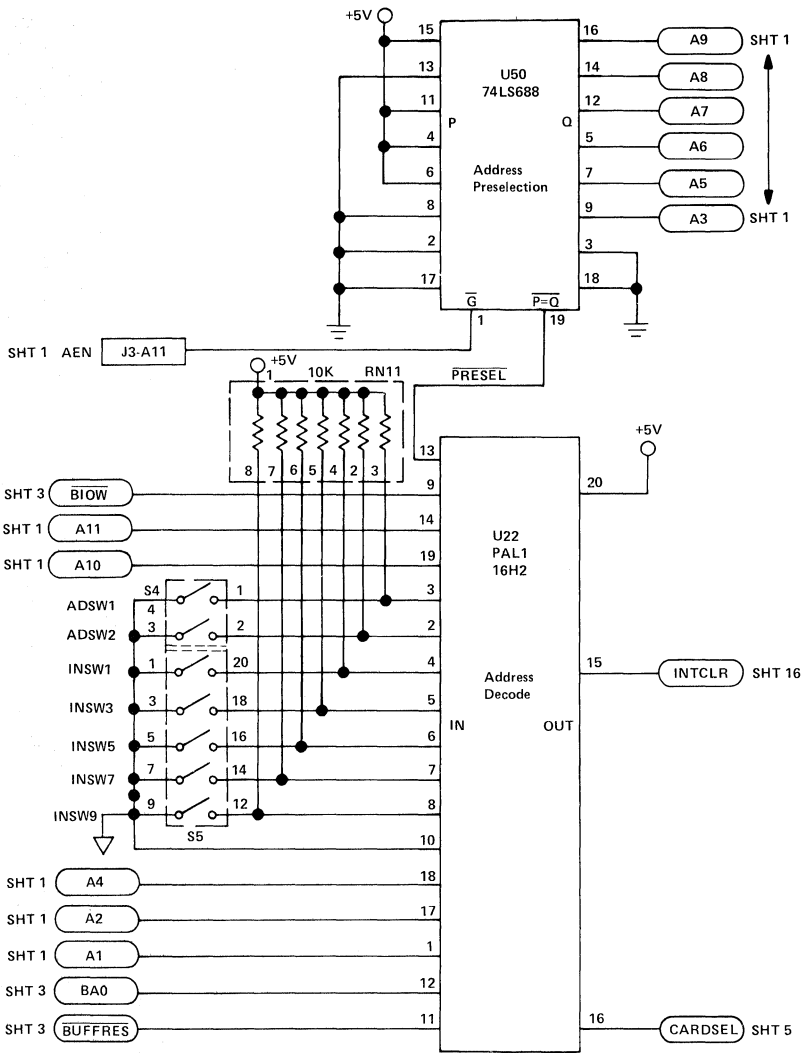 +5V
15 16 A9 SHT 1
13 U50 14 A8
74LS688
11 12 A7
P Q
4 5 A6
6 Address 7 A5
Preselection
8 9 A3 SHT 1
2 3
17 18
G P=Q
1 19
SHT 1 AEN J3-A11
+5V
1 10K RN11 PRESEL
+5V
13
8 7 6 5 4 2 3
SHT 3 BIOW 9 20
SHT 1 A11 14
U22
PAL1
16H2
SHT 1 A10 19
S4 1 3
ADSW1 4
ADSW2 3 2 2
INSW1 1 20 4 15 INTCLR SHT 16
Address
Decode
INSW3 3 18 5
IN OUT
INSW5 5 16 6
INSW7 7 14 7
INSW9 9 12 8
S5
10
SHT 1 A4 18
SHT 1 A2 17
SHT 1 A1 1
SHT 3 BA0 12
SHT 3 BUFFRES 11 16 CARDSEL SHT 5